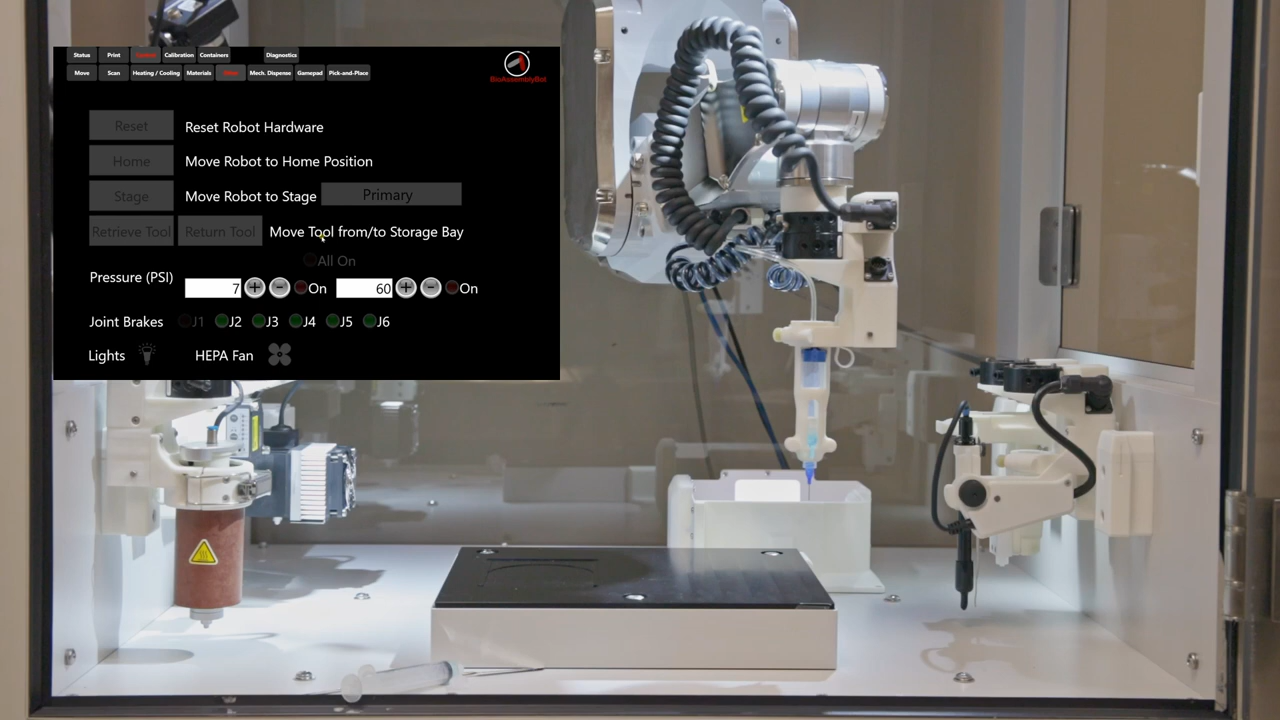 Status Print Control Calibration Containers Diagnostics
Move Scan Heating / Cooling Materials Other Mech. Dispense Gamepad Pick-and-Place
BioAssemblyBot
Reset Reset Robot Hardware
Home Move Robot to Home Position
Stage Move Robot to Stage Primary
Retrieve Tool Return Tool Move Tool from/to Storage Bay
All On
Pressure (PSI) 7 + - On 60 + - On
Joint Brakes J1 J2 J3 J4 J5 J6
Lights HEPA Fan